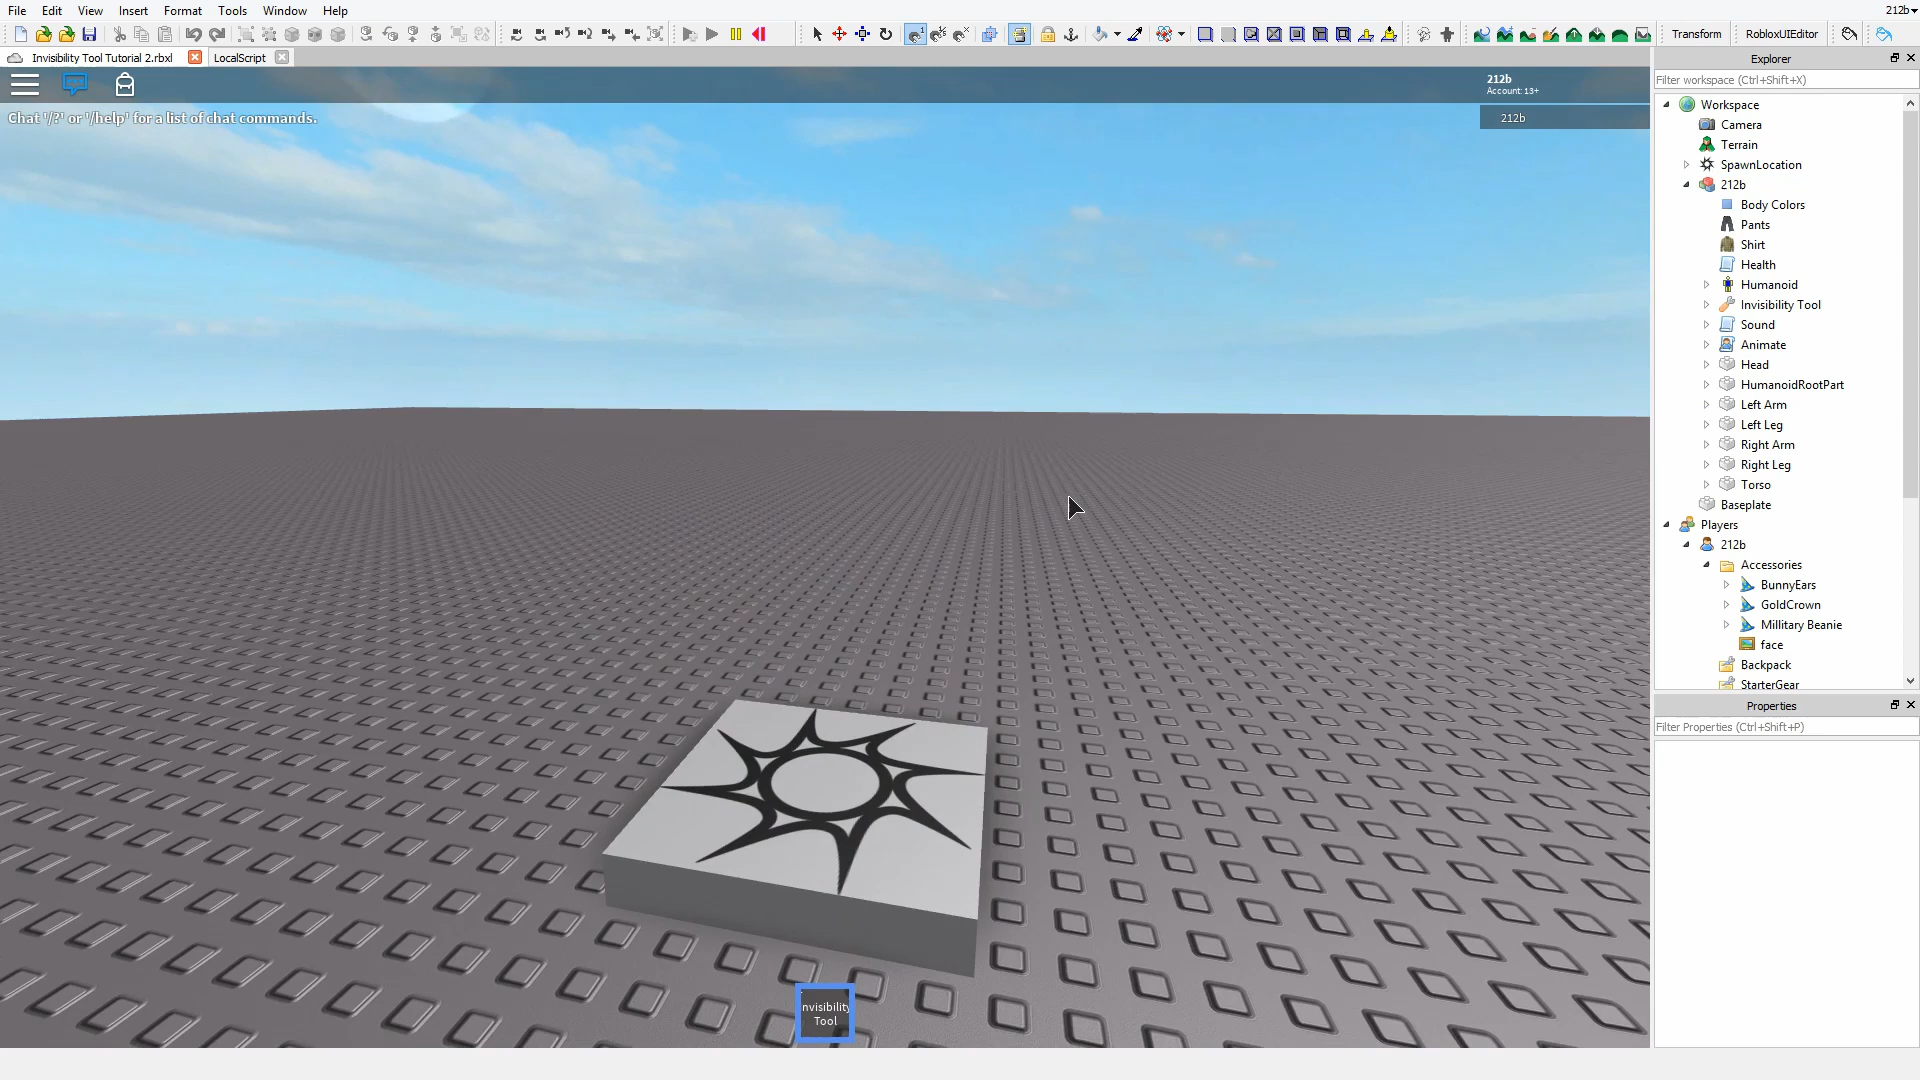 File Edit View Insert Format Tools Window Help
212b
Transform RobloxUIEditor
Invisibility Tool Tutorial 2.rbxl
LocalScript
212b
Account: 13+
212b
Chat '/?' or '/help' for a list of chat commands.
nvisibility
Tool
Explorer
Filter workspace (Ctrl+Shift+X)
Workspace
Camera
Terrain
SpawnLocation
212b
Body Colors
Pants
Shirt
Health
Humanoid
Invisibility Tool
Sound
Animate
Head
HumanoidRootPart
Left Arm
Left Leg
Right Arm
Right Leg
Torso
Baseplate
Players
212b
Accessories
BunnyEars
GoldCrown
Millitary Beanie
face
Backpack
StarterGear
Properties
Filter Properties (Ctrl+Shift+P)